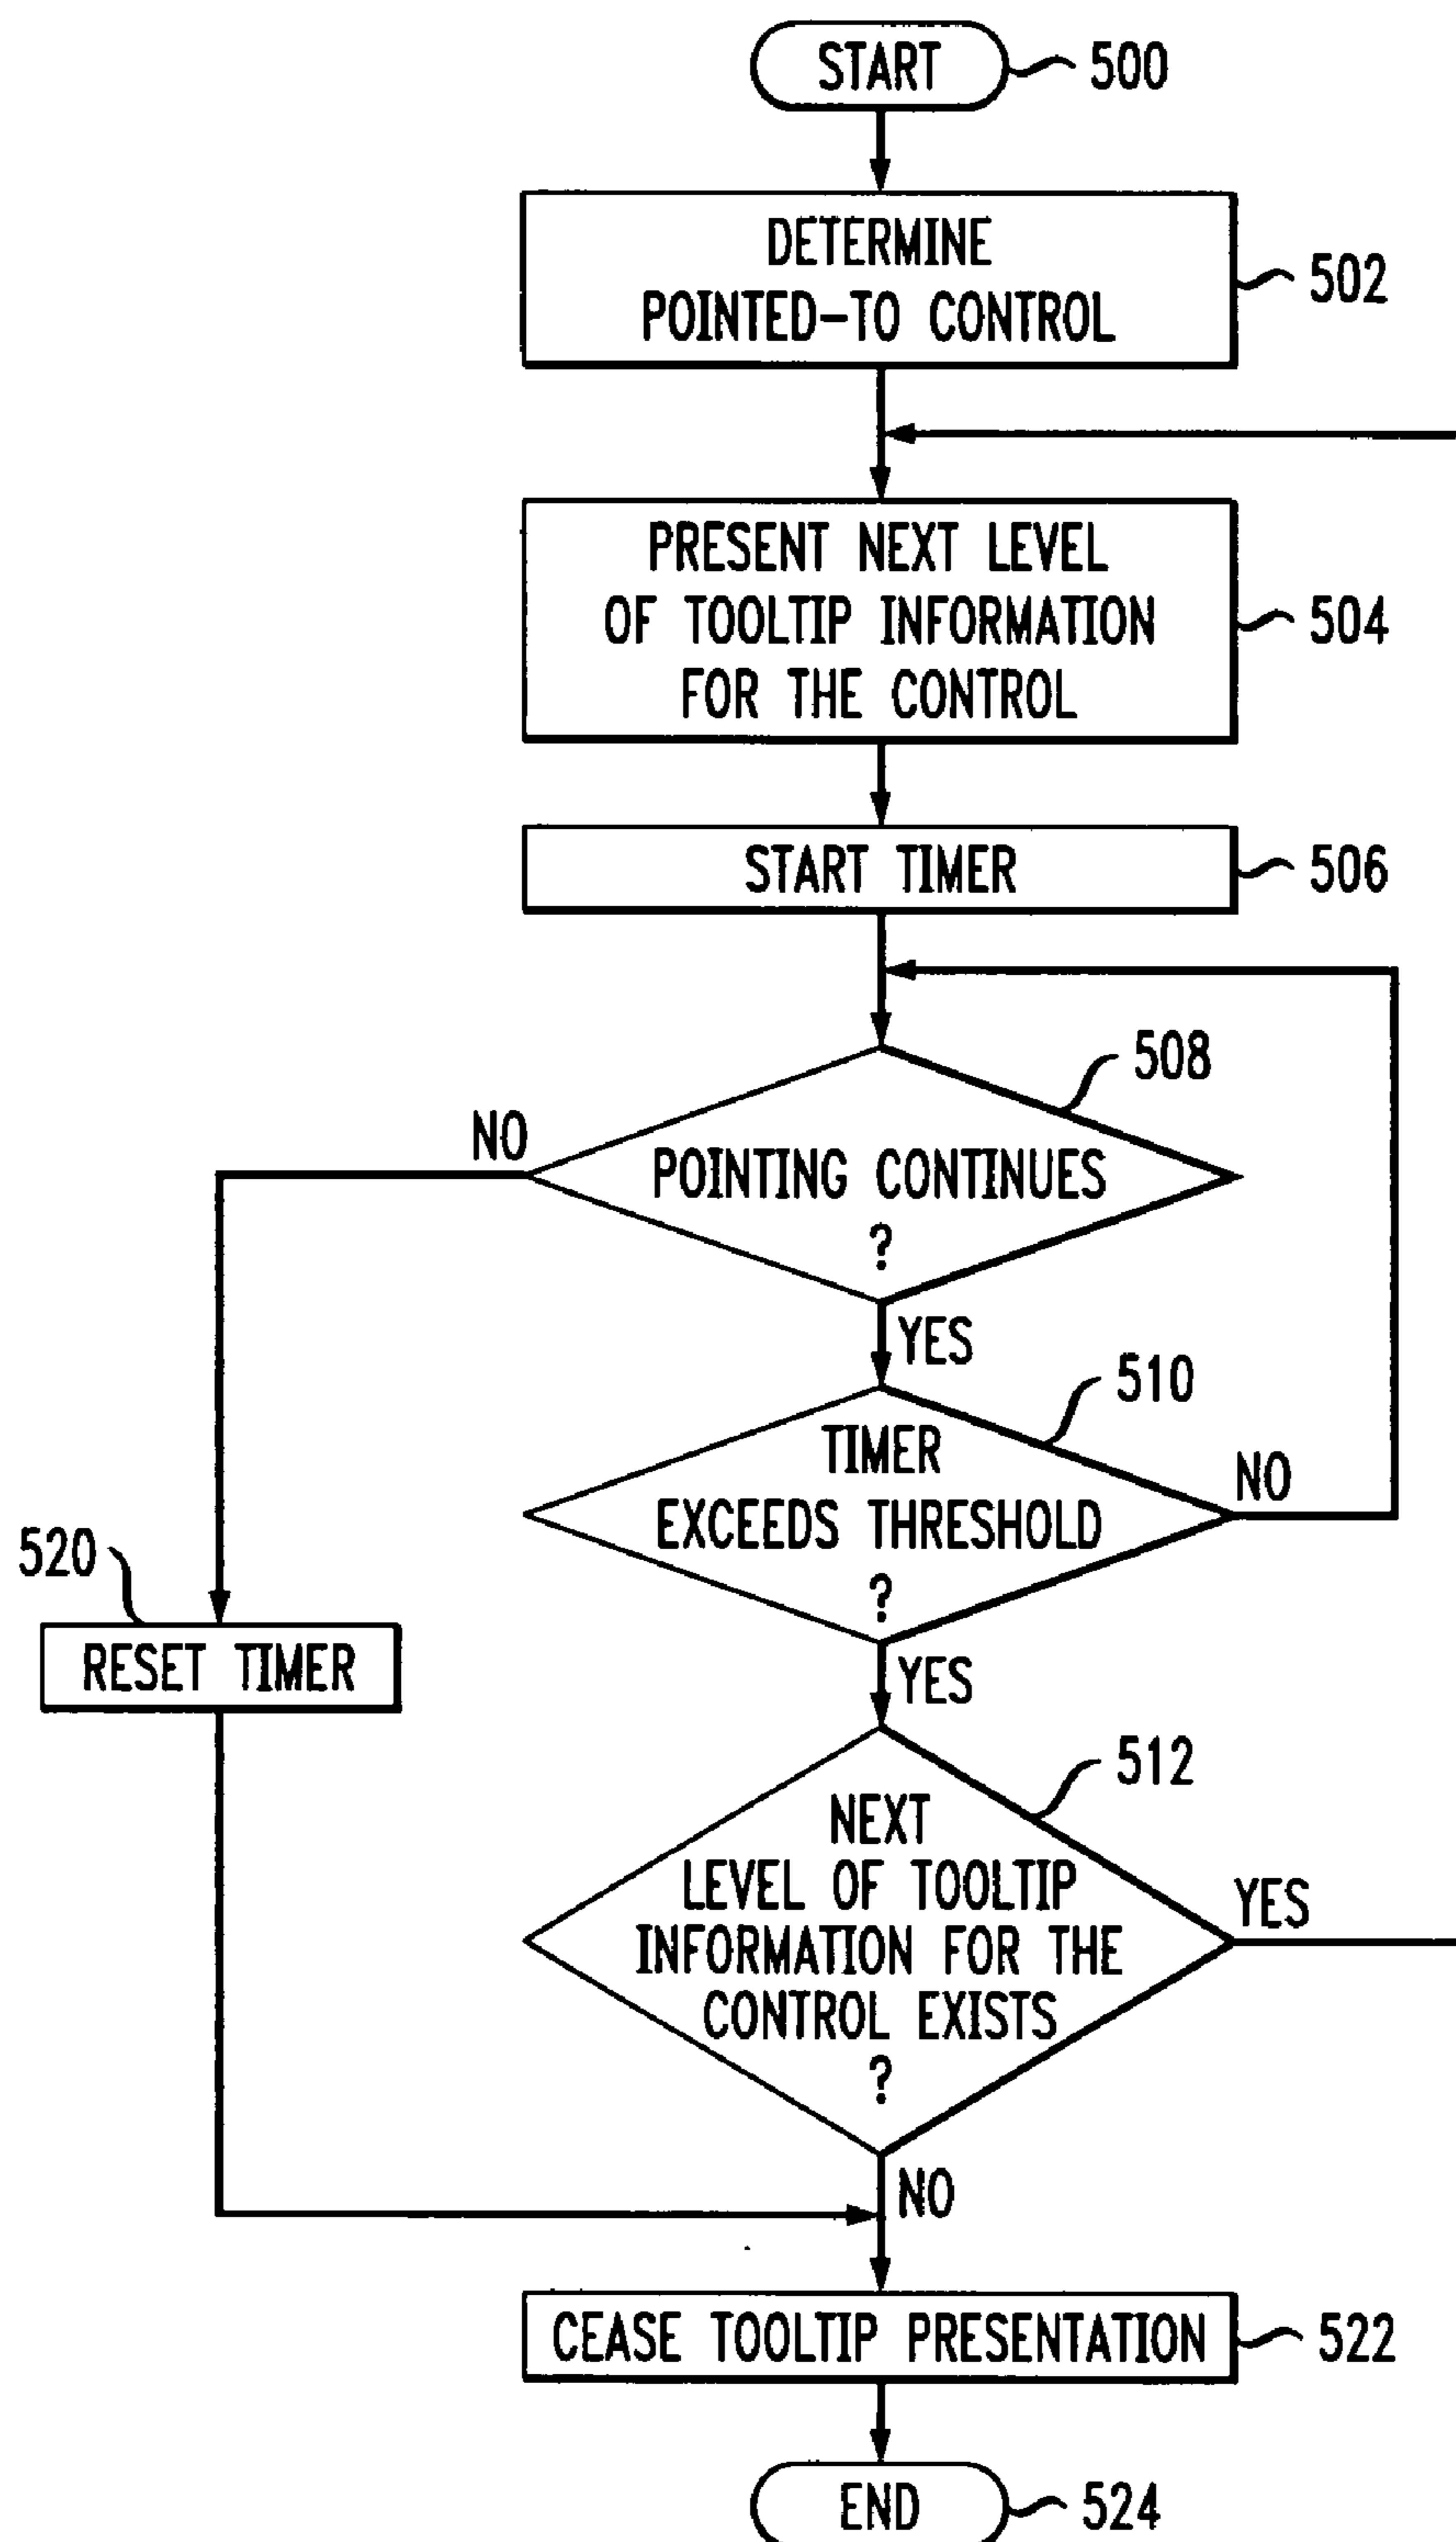 START
500
DETERMINE
POINTED-TO CONTROL
502
PRESENT NEXT LEVEL
OF TOOLTIP INFORMATION
FOR THE CONTROL
504
START TIMER
506
508
NO
POINTING CONTINUES
?
YES
510
TIMER
EXCEEDS THRESHOLD
?
NO
520
RESET TIMER
YES
512
NEXT
LEVEL OF TOOLTIP
INFORMATION FOR THE
CONTROL EXISTS
?
YES
NO
CEASE TOOLTIP PRESENTATION
522
END
524